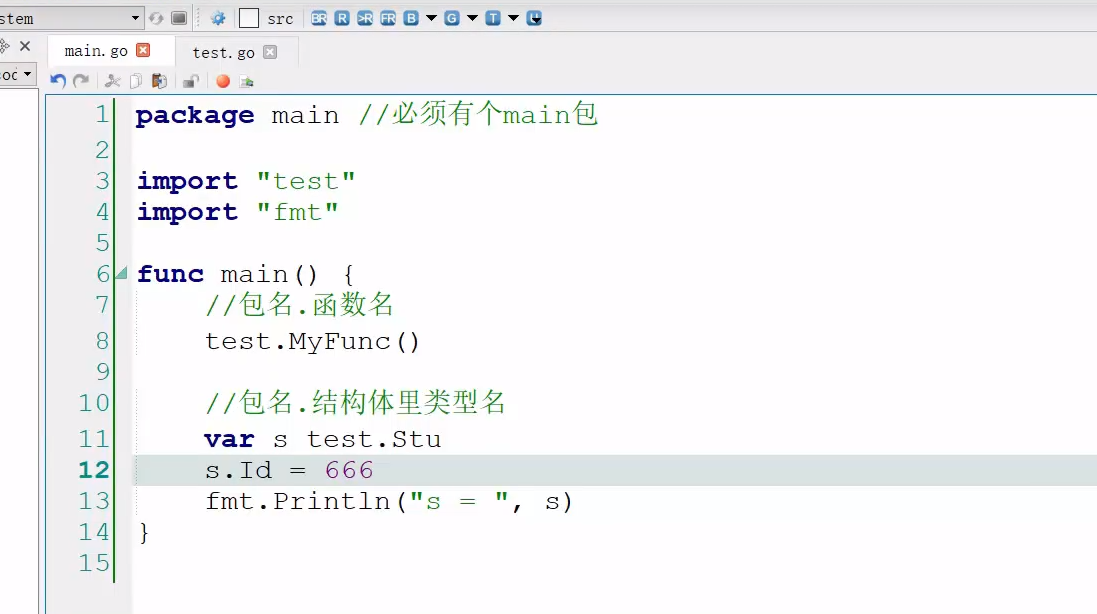 stem
src BR R >R FR B G T U
main.go test.go
oc
1 package main //必须有个main包
2
3 import "test"
4 import "fmt"
5
6 func main() {
7 //包名.函数名
8 test.MyFunc()
9
10 //包名.结构体里类型名
11 var s test.Stu
12 s.Id = 666
13 fmt.Println("s = ", s)
14 }
15